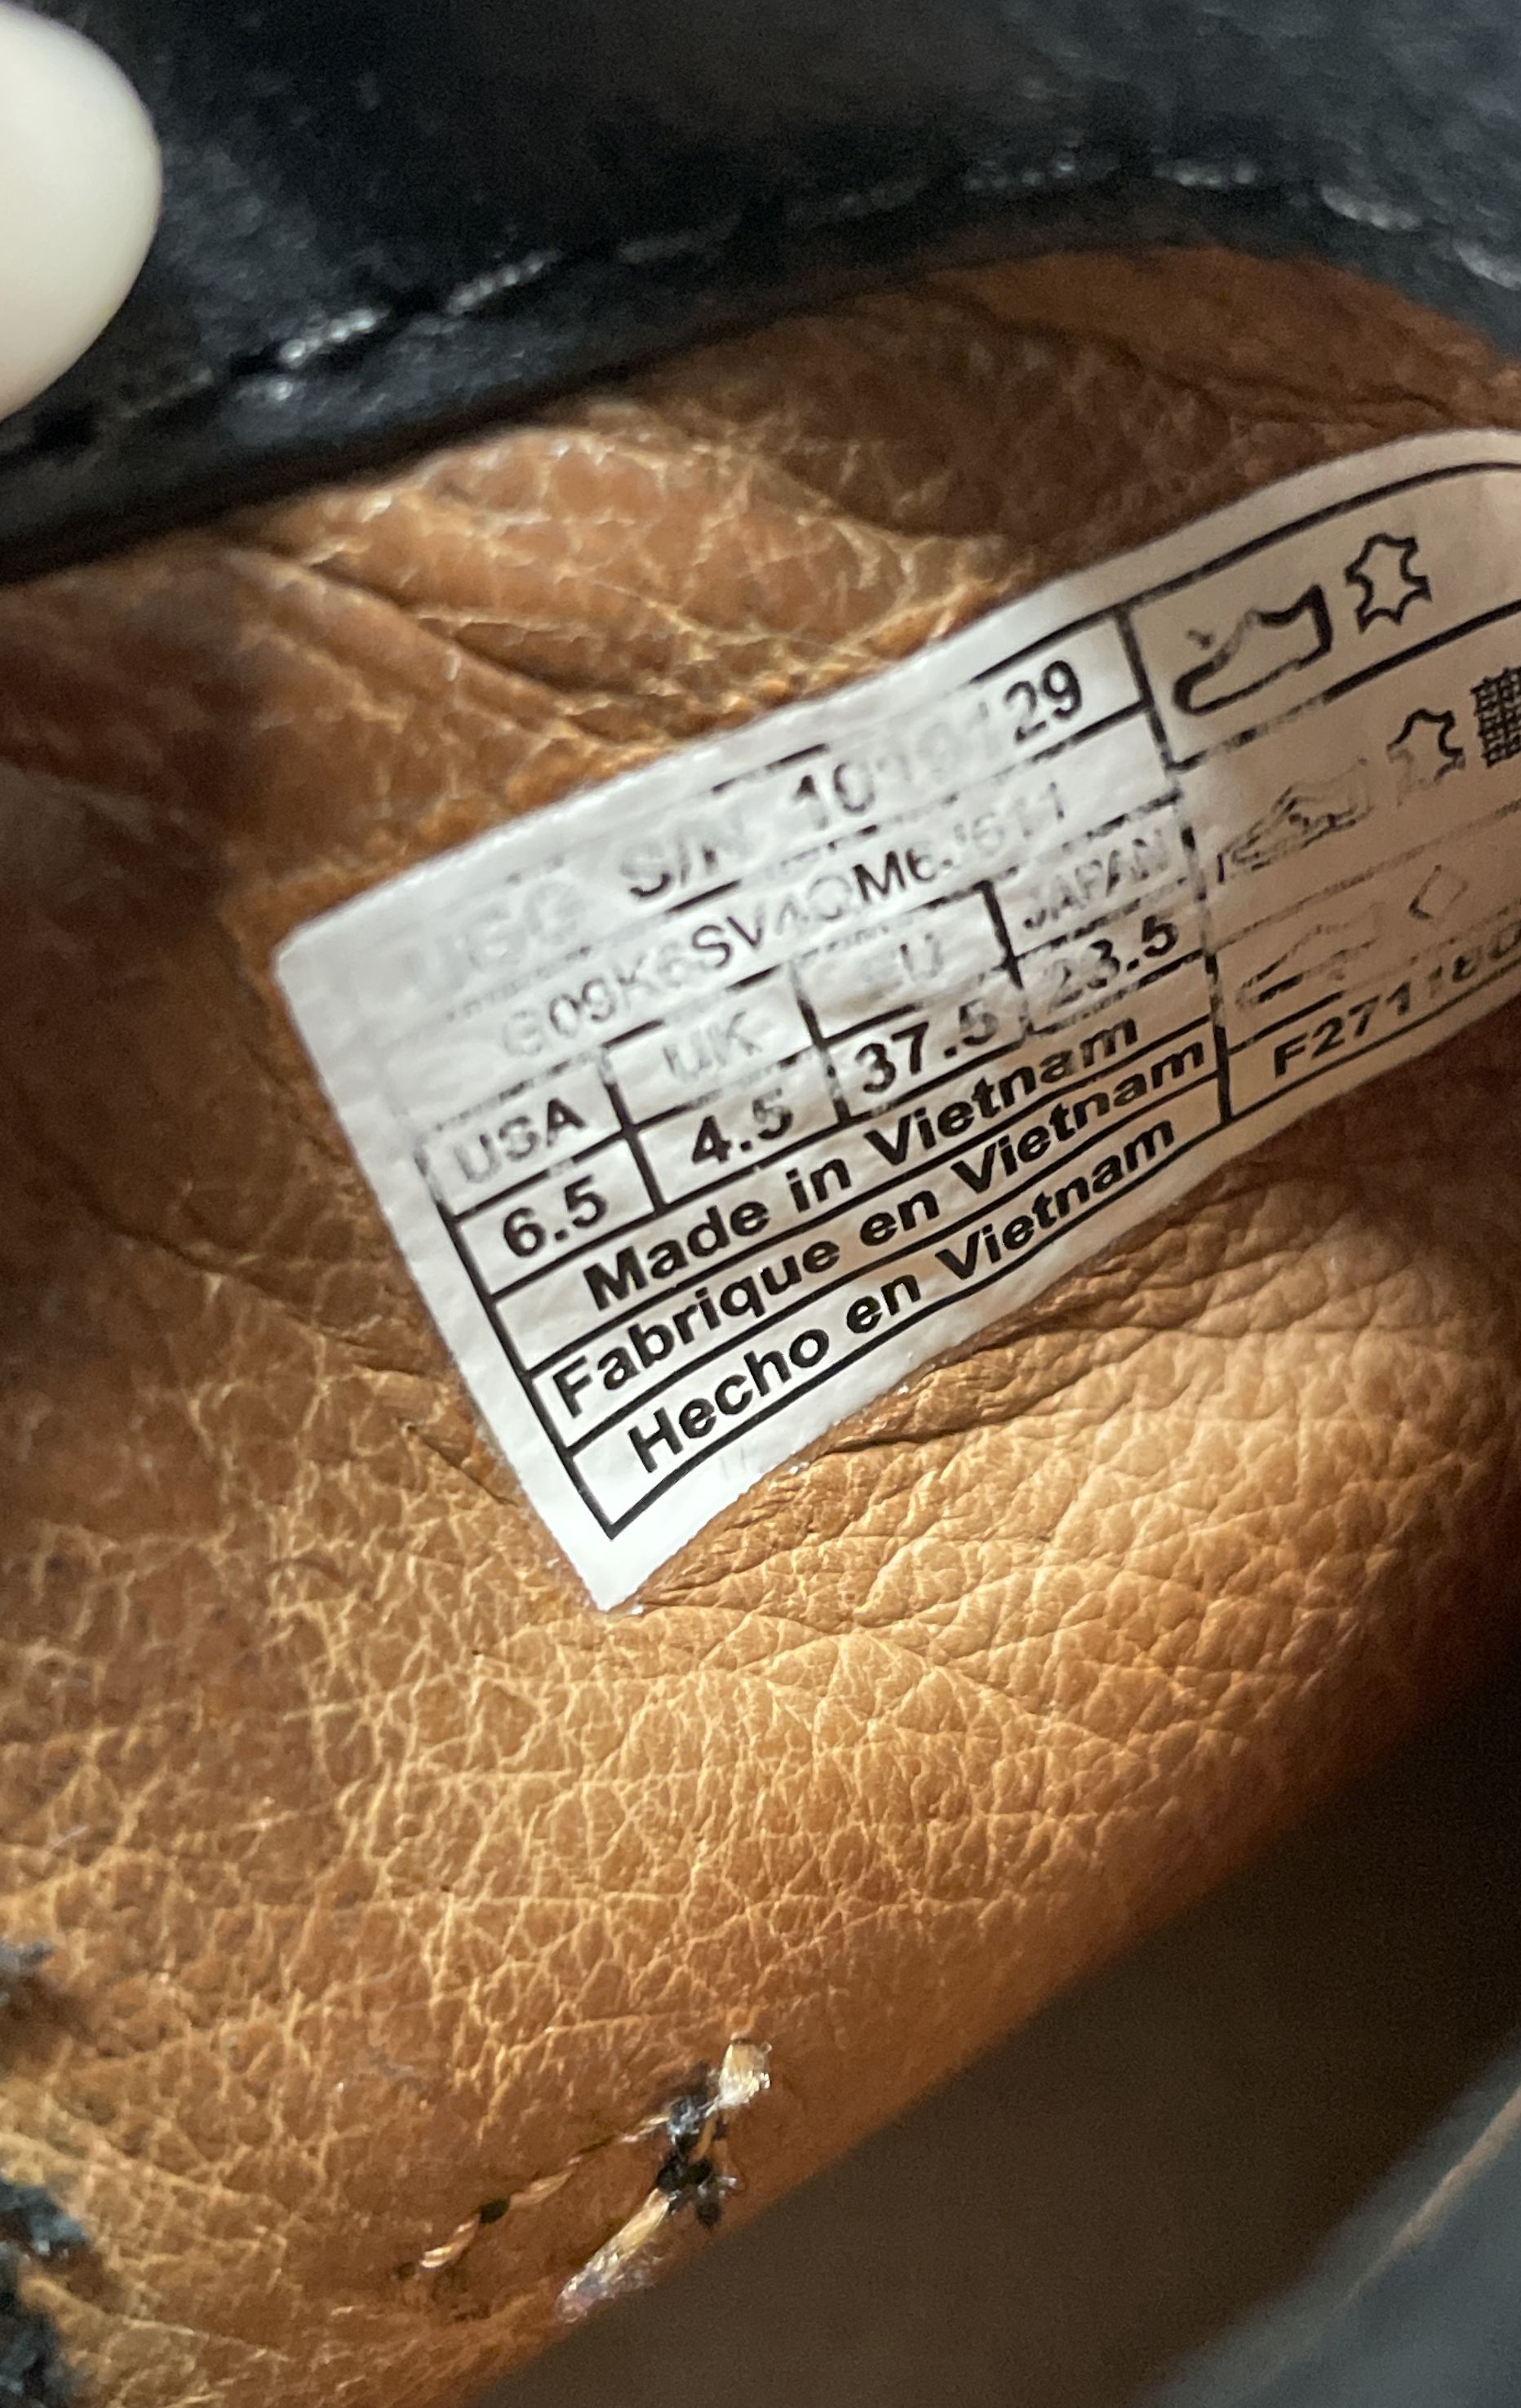 UGG S/N 1019129
USA UK EU JAPAN
6.5 4.5 37.5 23.5
Made in Vietnam
Fabrique en Vietnam
Hecho en Vietnam